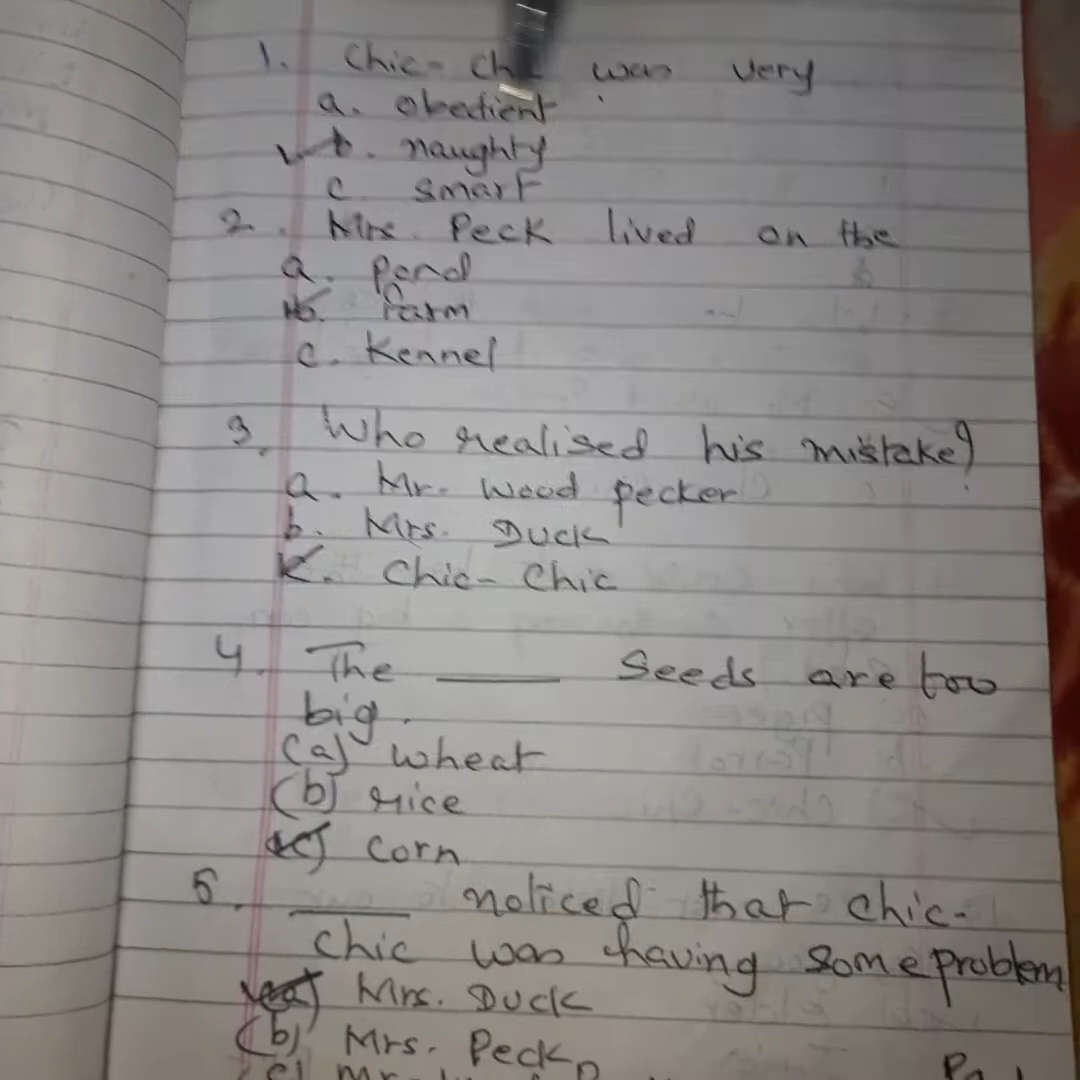 1. Chic-Chic was very
a. obedient
b. naughty
c. smart
2. Mrs. Peck lived on the
a. Pond
b. Farm
c. Kennel
3. Who realised his mistake?
a. Mr. Wood pecker
b. Mrs. Duck
c. Chic-Chic
4. The ____ Seeds are too
big.
(a) wheat
(b) rice
(c) corn
5. ____ noticed that chic-
chic was having some problem
(a) Mrs. Duck
(b) Mrs. Peck